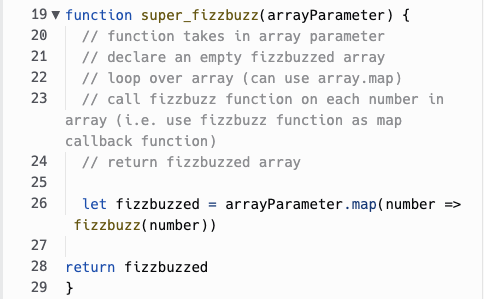 19 function super_fizzbuzz(arrayParameter) {
20 // function takes in array parameter
21 // declare an empty fizzbuzzed array
22 // loop over array (can use array.map)
23 // call fizzbuzz function on each number in
array (i.e. use fizzbuzz function as map
callback function)
24 // return fizzbuzzed array
25
26 let fizzbuzzed = arrayParameter.map(number =>
fizzbuzz(number))
27
28 return fizzbuzzed
29 }